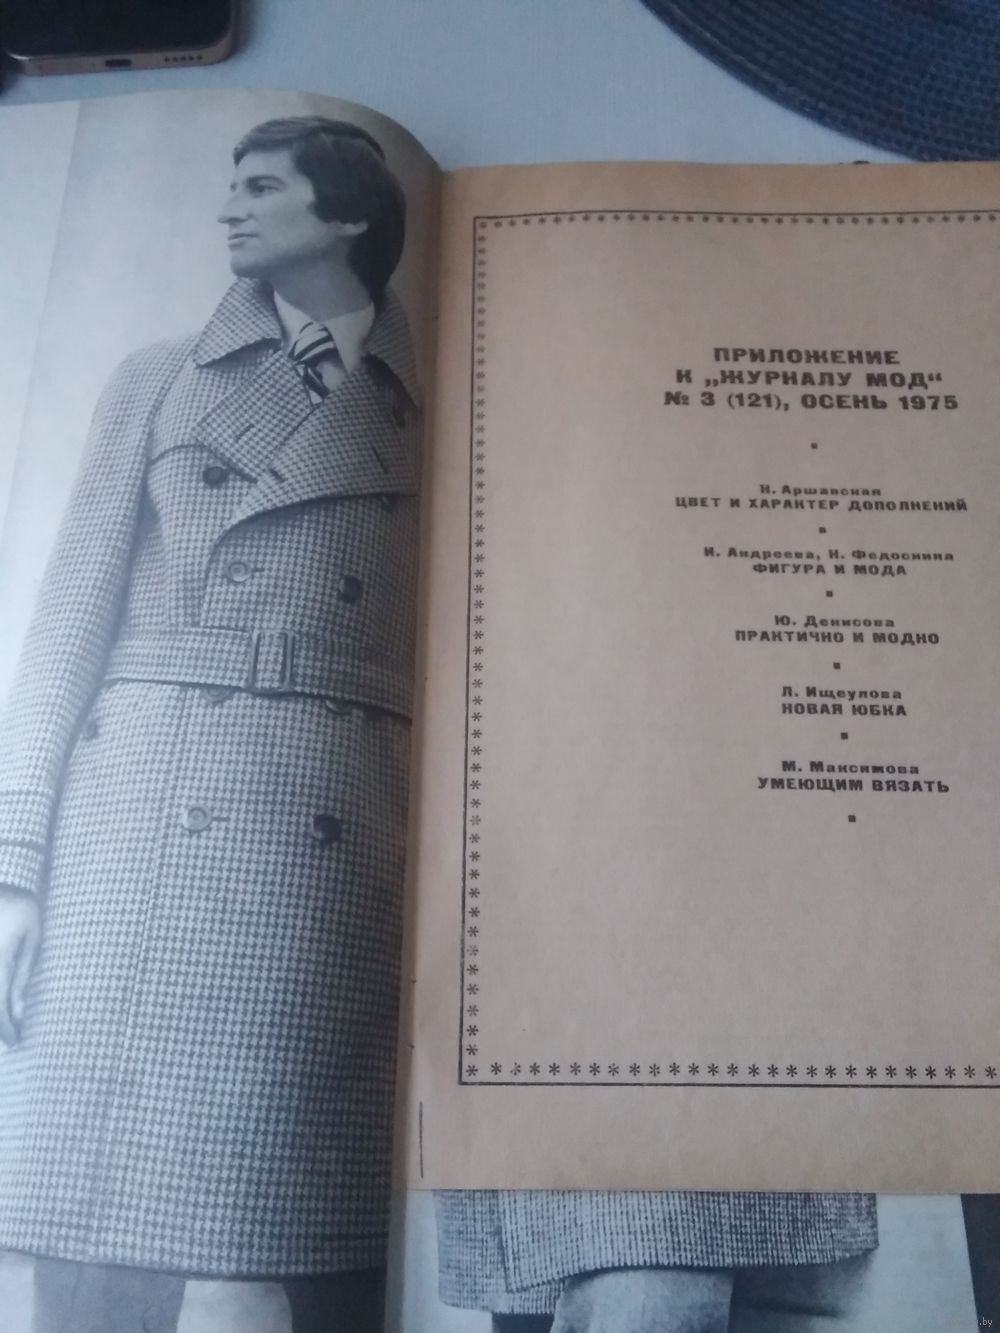 ПРИЛОЖЕНИЕ
К „ЖУРНАЛУ МОД“
№ 3 (121), ОСЕНЬ 1975
Н. Аршавская
ЦВЕТ И ХАРАКТЕР ДОПОЛНЕНИЙ
И. Андреева, Н. Федоснина
ФИГУРА И МОДА
Ю. Денисова
ПРАКТИЧНО И МОДНО
Л. Ищеулова
НОВАЯ ЮБКА
М. Максимова
УМЕЮЩИМ ВЯЗАТЬ